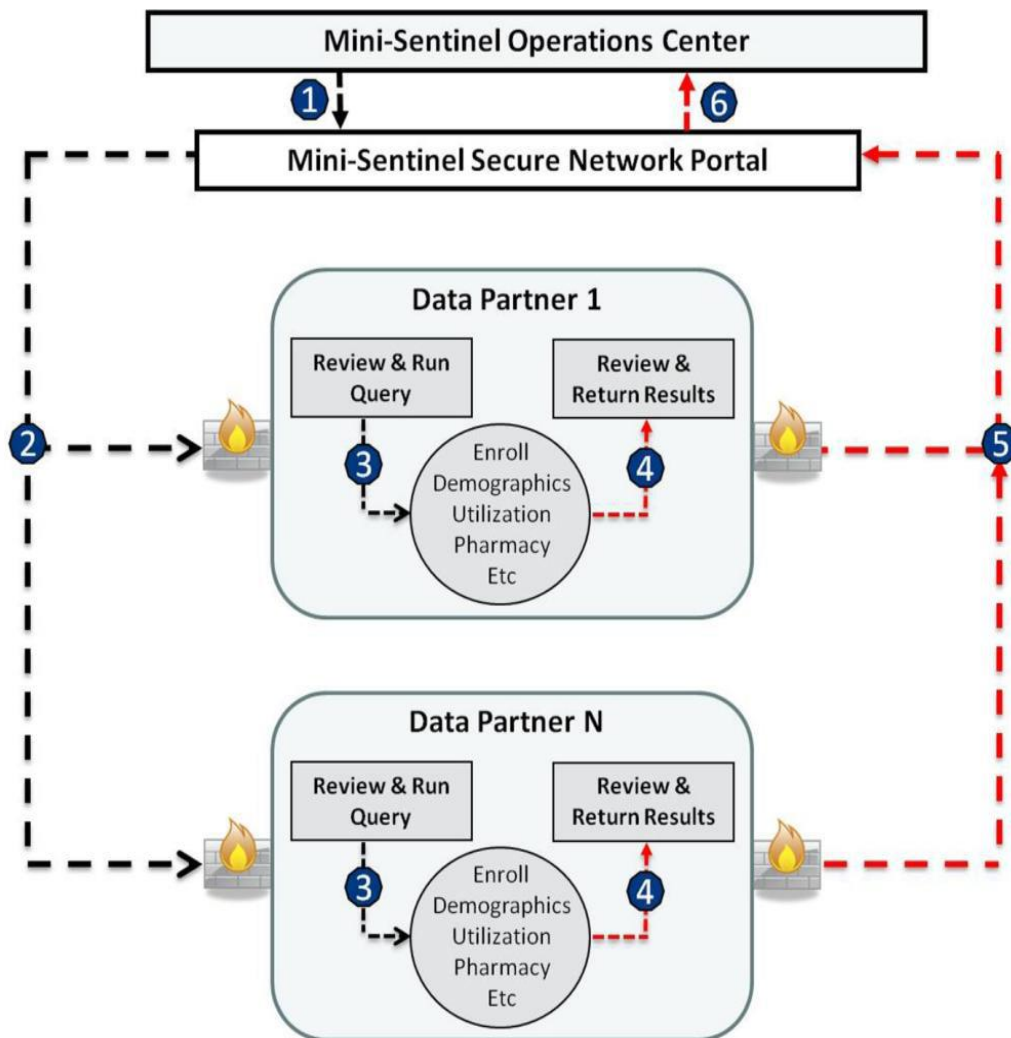 Mini-Sentinel Operations Center
1
6
Mini-Sentinel Secure Network Portal
Data Partner 1
Review & Run
Query
Review &
Return Results
2
3
4
5
Enroll
Demographics
Utilization
Pharmacy
Etc
Data Partner N
Review & Run
Query
Review &
Return Results
3
4
Enroll
Demographics
Utilization
Pharmacy
Etc